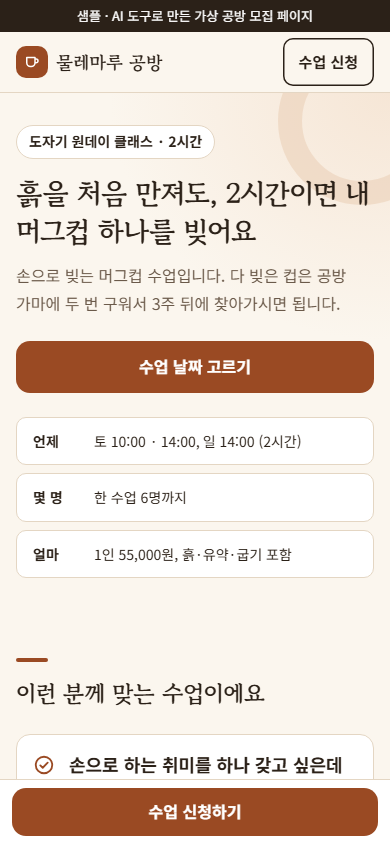 샘플 · AI 도구로 만든 가상 공방 모집 페이지
물레마루 공방
수업 신청
도자기 원데이 클래스 · 2시간
흙을 처음 만져도, 2시간이면 내
머그컵 하나를 빚어요
손으로 빚는 머그컵 수업입니다. 다 빚은 컵은 공방
가마에 두 번 구워서 3주 뒤에 찾아가시면 됩니다.
수업 날짜 고르기
언제 토 10:00 · 14:00, 일 14:00 (2시간)
몇 명 한 수업 6명까지
얼마 1인 55,000원, 흙·유약·굽기 포함
이런 분께 맞는 수업이에요
손으로 하는 취미를 하나 갖고 싶은데
수업 신청하기